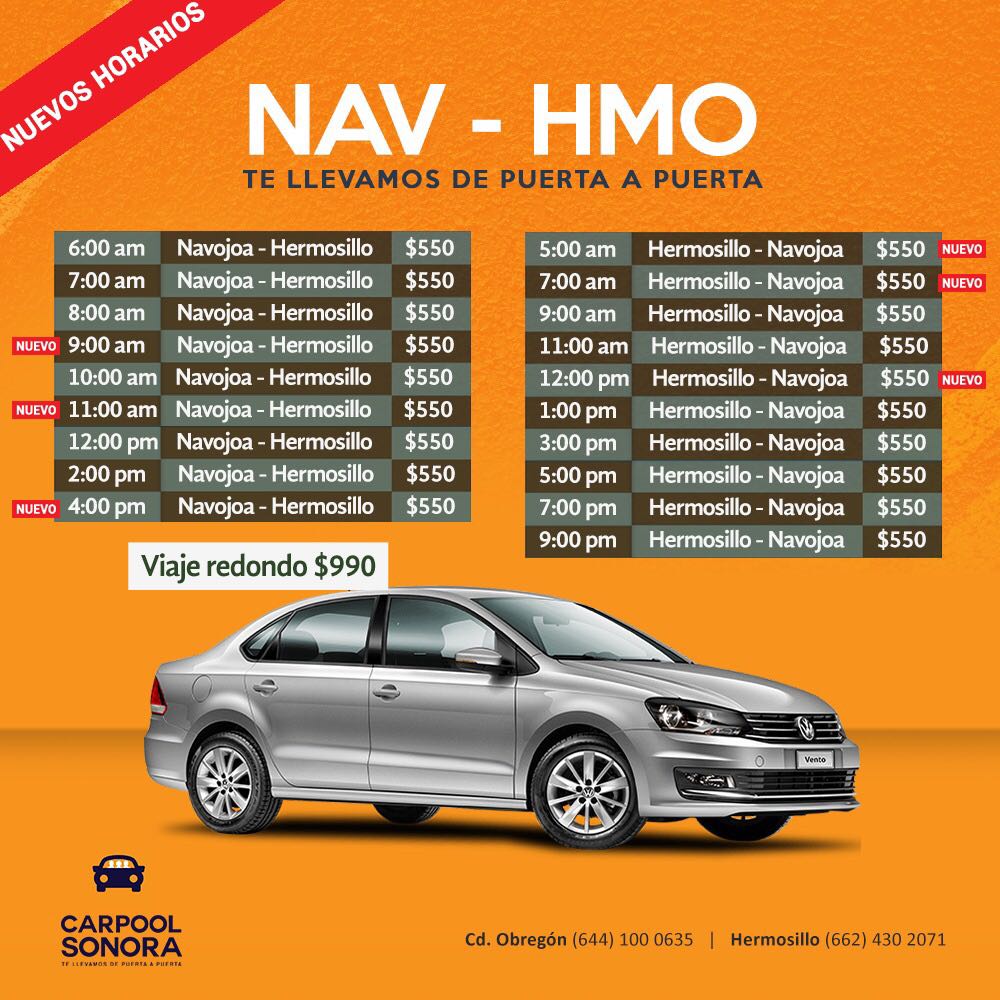 NUEVOS HORARIOS
NAV - HMO
TE LLEVAMOS DE PUERTA A PUERTA
6:00 am Navojoa - Hermosillo $550
7:00 am Navojoa - Hermosillo $550
8:00 am Navojoa - Hermosillo $550
NUEVO 9:00 am Navojoa - Hermosillo $550
10:00 am Navojoa - Hermosillo $550
NUEVO 11:00 am Navojoa - Hermosillo $550
12:00 pm Navojoa - Hermosillo $550
2:00 pm Navojoa - Hermosillo $550
NUEVO 4:00 pm Navojoa - Hermosillo $550
5:00 am Hermosillo - Navojoa $550 NUEVO
7:00 am Hermosillo - Navojoa $550 NUEVO
9:00 am Hermosillo - Navojoa $550
11:00 am Hermosillo - Navojoa $550
12:00 pm Hermosillo - Navojoa $550 NUEVO
1:00 pm Hermosillo - Navojoa $550
3:00 pm Hermosillo - Navojoa $550
5:00 pm Hermosillo - Navojoa $550
7:00 pm Hermosillo - Navojoa $550
9:00 pm Hermosillo - Navojoa $550
Viaje redondo $990
Vento
CARPOOL
SONORA
TE LLEVAMOS DE PUERTA A PUERTA
Cd. Obregón (644) 100 0635 | Hermosillo (662) 430 2071